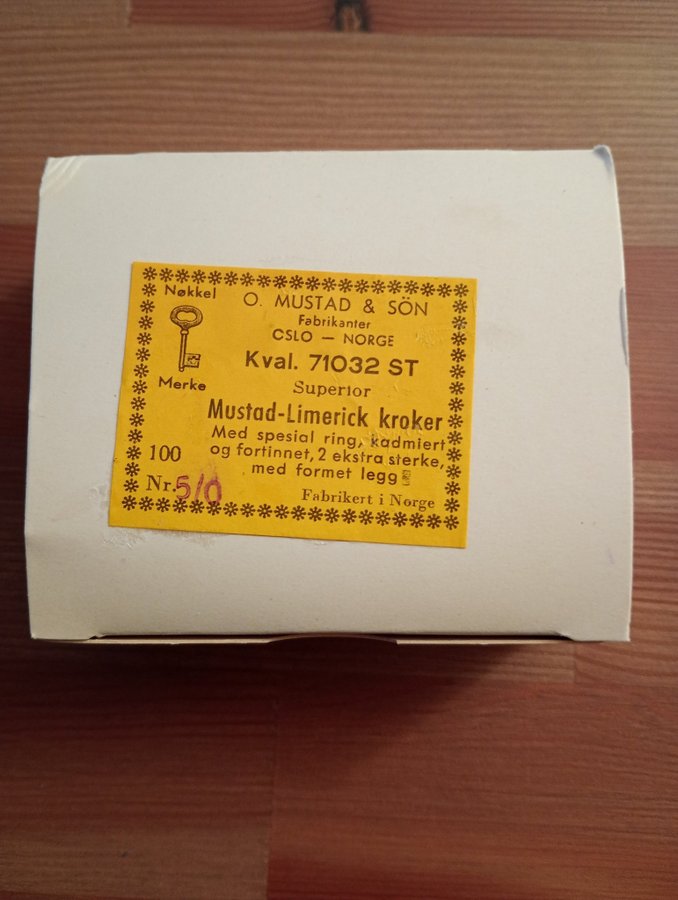 Nøkkel
Merke
O. MUSTAD & SÖN
Fabrikanter
OSLO — NORGE
Kval. 71032 ST
Superior
Mustad-Limerick kroker
Med spesial ring, kadmiert
og fortinnet, 2 ekstra sterke,
med formet legg
100
Nr. 5/0
Fabrikert i Norge